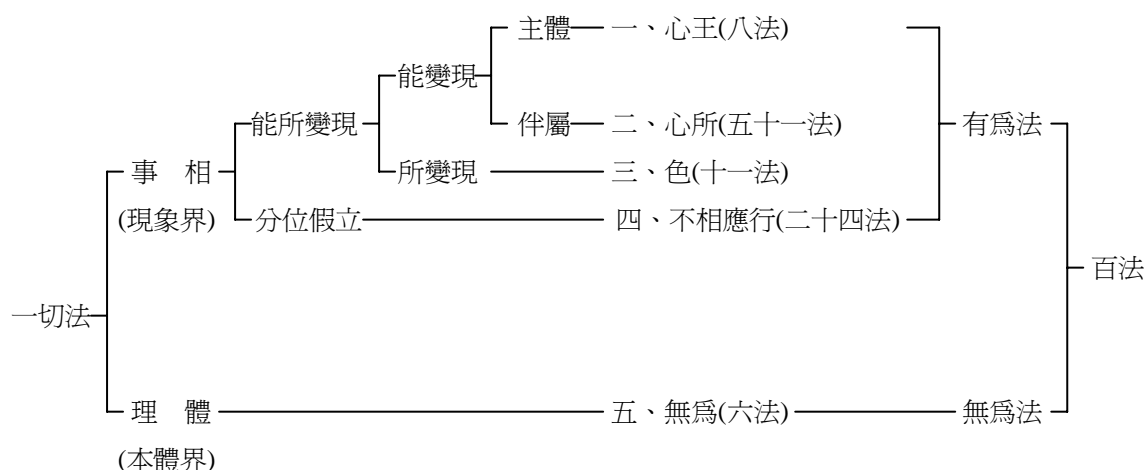 主體 一、心王(八法)
能變現
能所變現 伴屬 二、心所(五十一法) 有爲法
事 相 所變現 三、色(十一法)
(現象界) 分位假立 四、不相應行(二十四法)
百法
一切法
理 體 五、無爲(六法) 無爲法
(本體界)